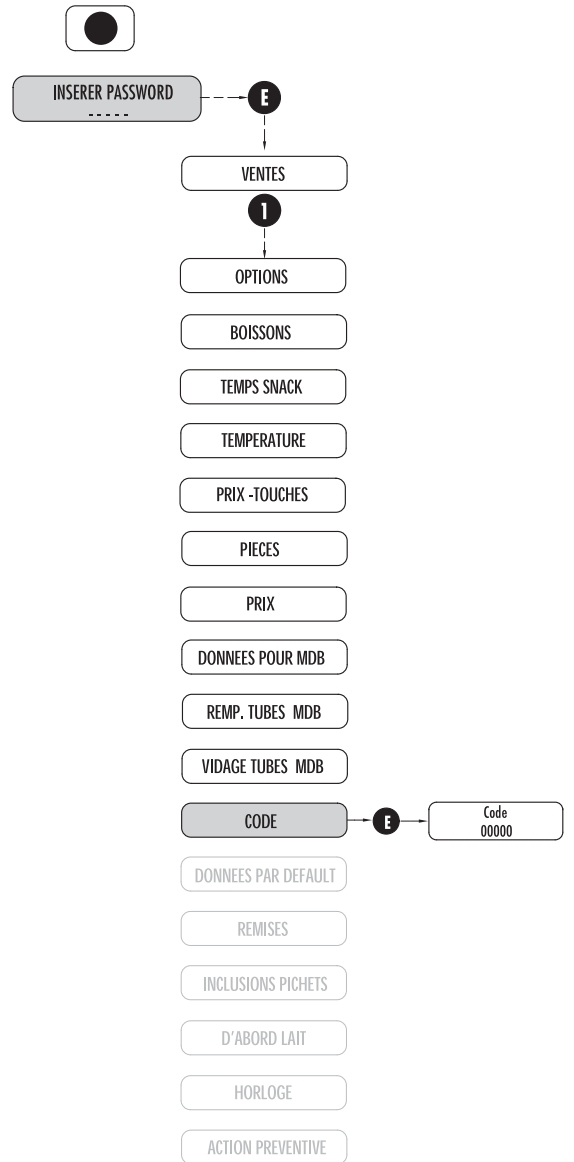 INSERER PASSWORD
- - - - -
E
VENTES
1
OPTIONS
BOISSONS
TEMPS SNACK
TEMPERATURE
PRIX -TOUCHES
PIECES
PRIX
DONNEES POUR MDB
REMP. TUBES MDB
VIDAGE TUBES MDB
CODE
E
Code
00000
DONNEES PAR DEFAULT
REMISES
INCLUSIONS PICHETS
D'ABORD LAIT
HORLOGE
ACTION PREVENTIVE